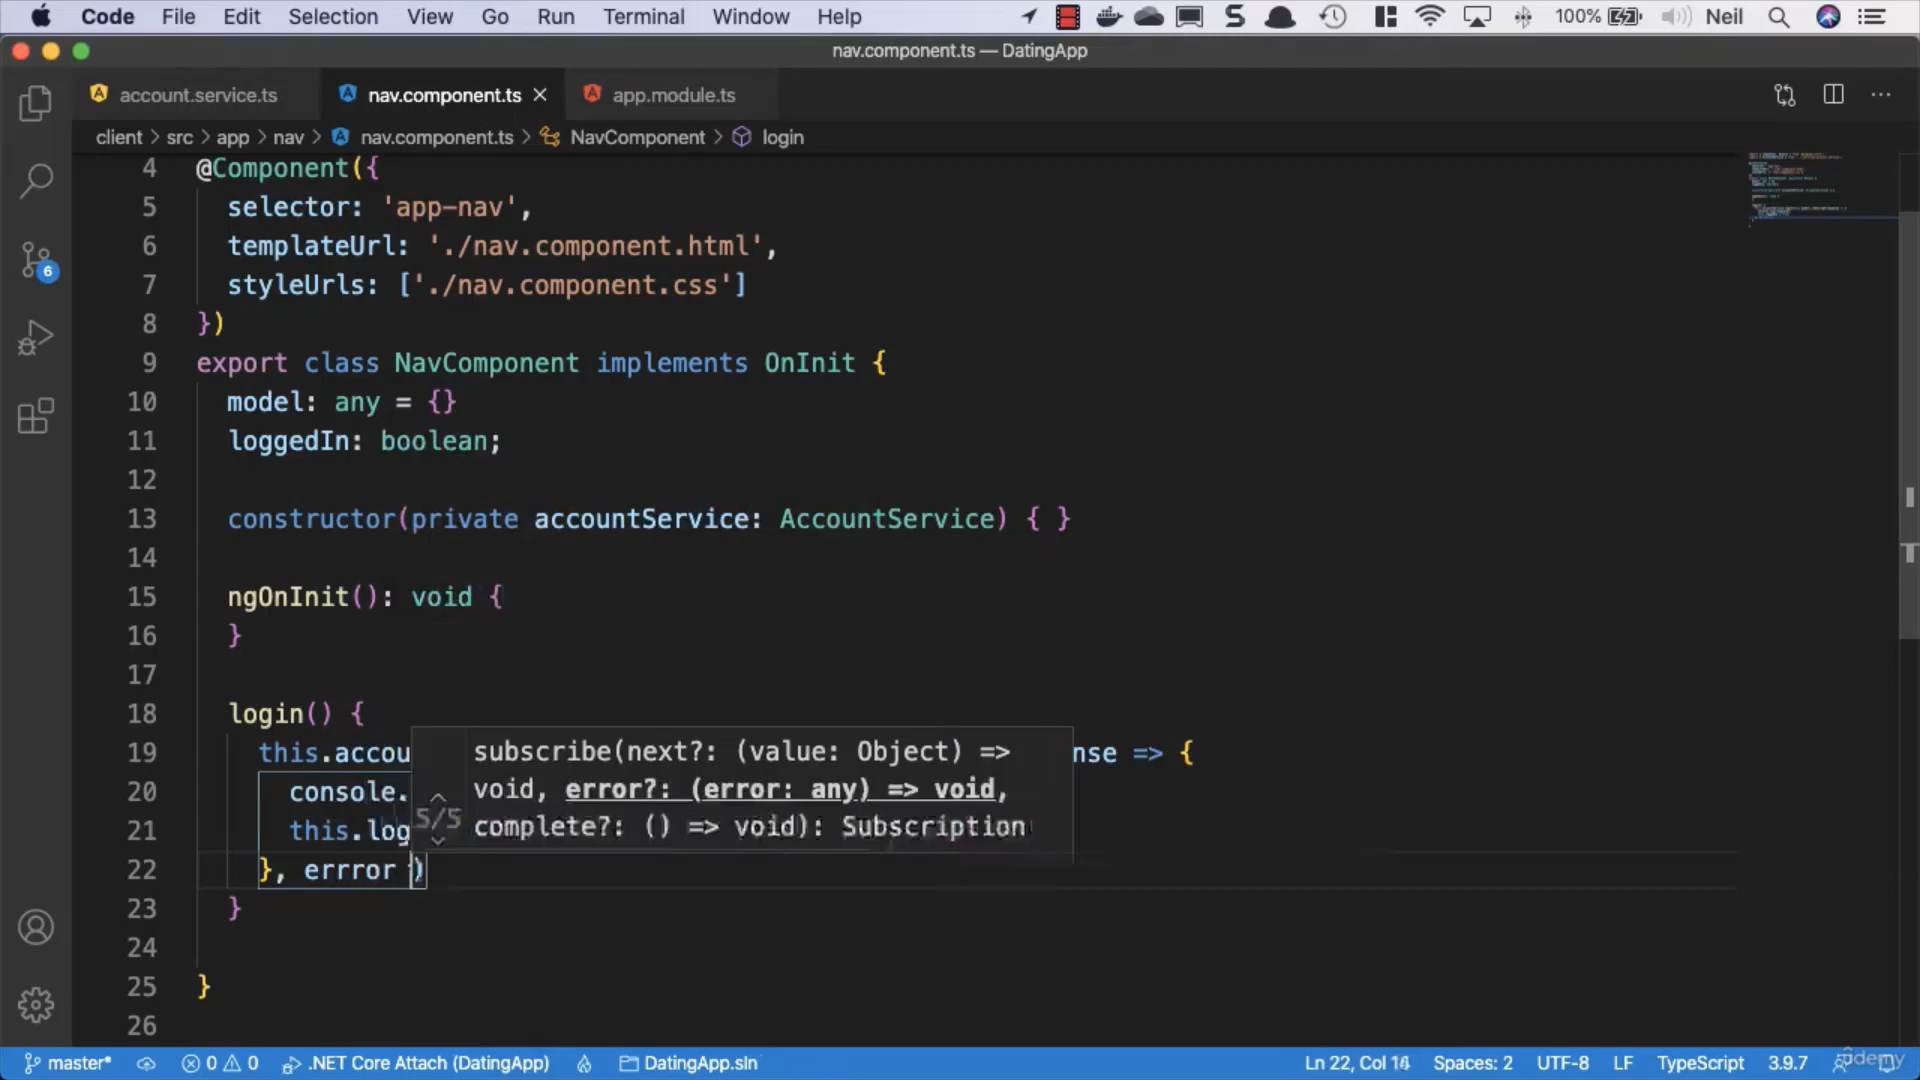 Code File Edit Selection View Go Run Terminal Window Help 100% Neil
nav.component.ts — DatingApp
account.service.ts nav.component.ts app.module.ts
client > src > app > nav > nav.component.ts > NavComponent > login
4 @Component({
5 selector: 'app-nav',
6 templateUrl: './nav.component.html',
7 styleUrls: ['./nav.component.css']
8 })
9 export class NavComponent implements OnInit {
10 model: any = {}
11 loggedIn: boolean;
12
13 constructor(private accountService: AccountService) { }
14
15 ngOnInit(): void {
16 }
17
18 login() {
19 this.accou nse => {
subscribe(next?: (value: Object) =>
void, error?: (error: any) => void,
complete?: () => void): Subscription
5/5
20 console.
21 this.log
22 }, errror )
23 }
24
25 }
26
6
master* 0 0 .NET Core Attach (DatingApp) DatingApp.sln Ln 22, Col 14 Spaces: 2 UTF-8 LF TypeScript 3.9.7
udemy